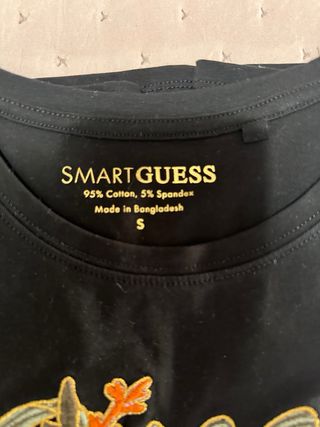 SMARTGUESS
95% Cotton, 5% Spandex
Made in Bangladesh
S